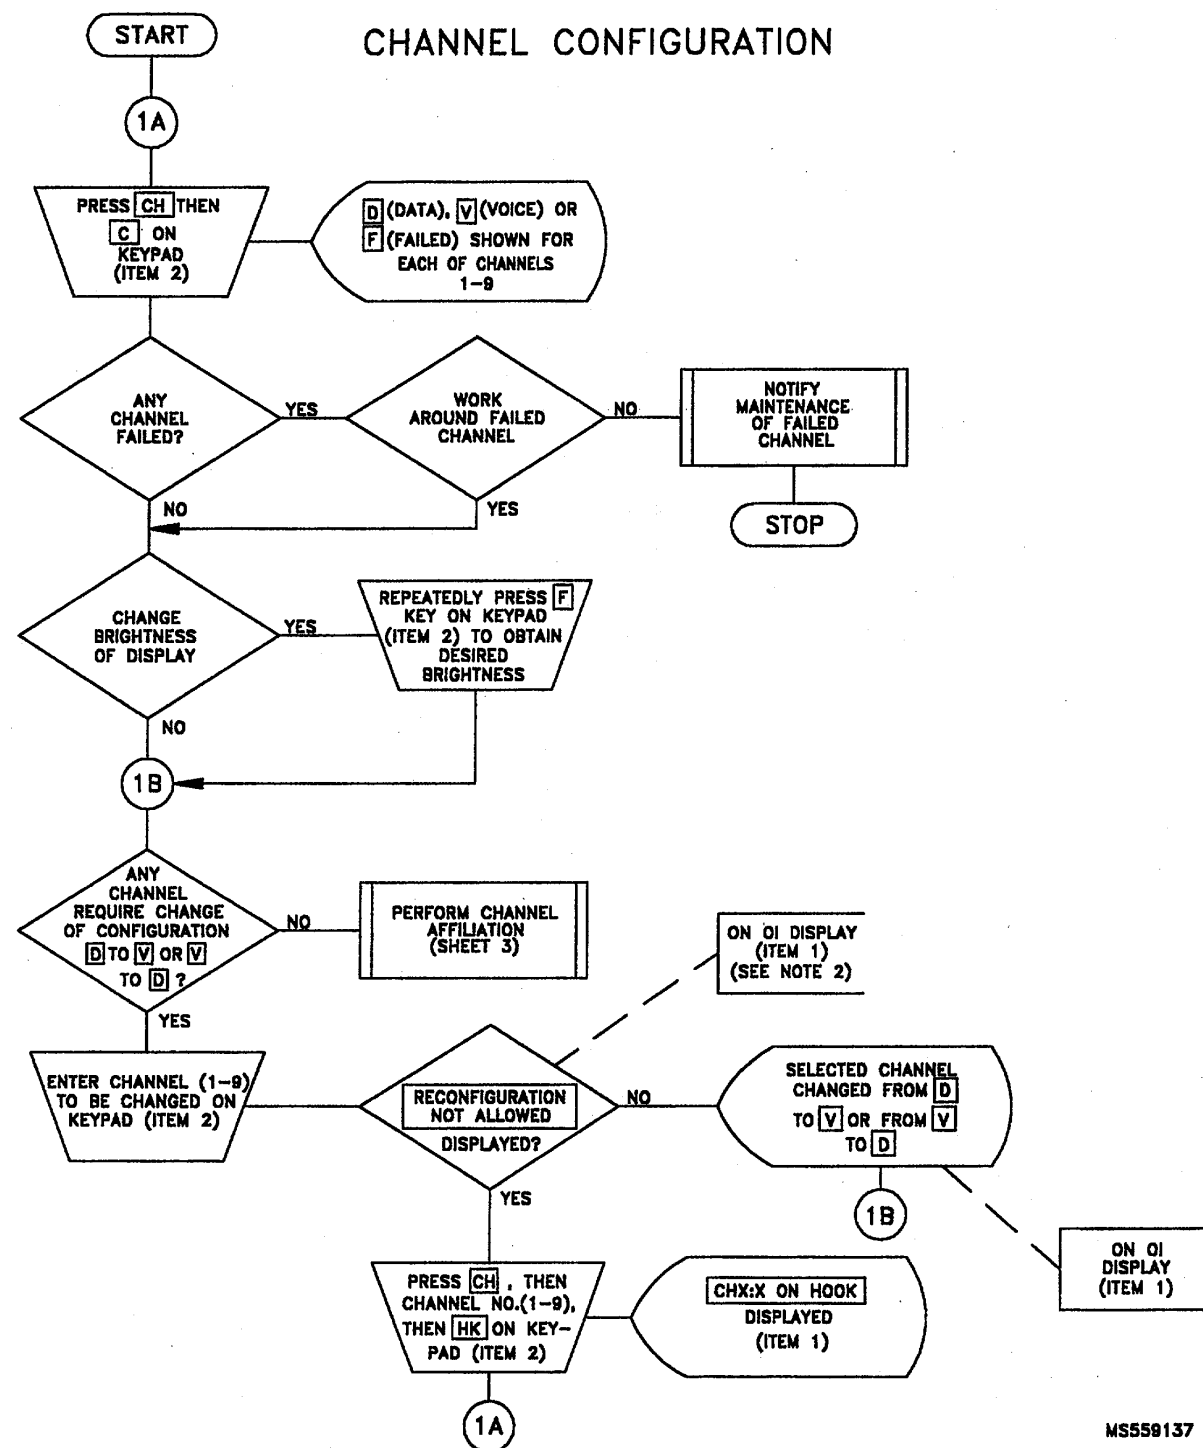 START
CHANNEL CONFIGURATION
1A
PRESS CH THEN
C ON
KEYPAD
(ITEM 2)
D (DATA), V (VOICE) OR
F (FAILED) SHOWN FOR
EACH OF CHANNELS
1-9
ANY
CHANNEL
FAILED?
YES
WORK
AROUND FAILED
CHANNEL
NO
NOTIFY
MAINTENANCE
OF FAILED
CHANNEL
NO
YES
STOP
CHANGE
BRIGHTNESS
OF DISPLAY
YES
REPEATEDLY PRESS F
KEY ON KEYPAD
(ITEM 2) TO OBTAIN
DESIRED
BRIGHTNESS
NO
1B
ANY
CHANNEL
REQUIRE CHANGE
OF CONFIGURATION
D TO V OR V
TO D ?
NO
PERFORM CHANNEL
AFFILIATION
(SHEET 3)
ON OI DISPLAY
(ITEM 1)
(SEE NOTE 2)
YES
ENTER CHANNEL (1-9)
TO BE CHANGED ON
KEYPAD (ITEM 2)
RECONFIGURATION
NOT ALLOWED
DISPLAYED?
NO
SELECTED CHANNEL
CHANGED FROM D
TO V OR FROM V
TO D
YES
1B
ON OI
DISPLAY
(ITEM 1)
PRESS CH , THEN
CHANNEL NO.(1-9),
THEN HK ON KEY-
PAD (ITEM 2)
CHX:X ON HOOK
DISPLAYED
(ITEM 1)
1A
MS559137